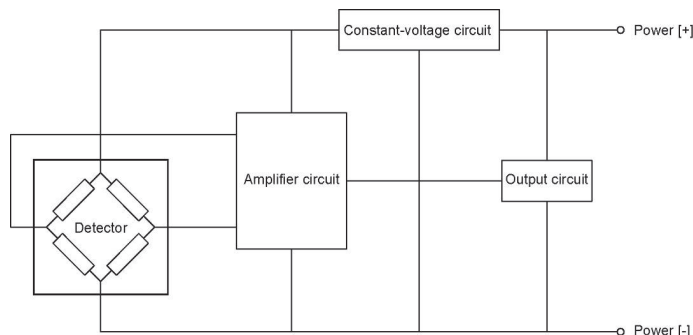 Constant-voltage circuit
Power [+]
Amplifier circuit
Output circuit
Detector
Power [-]